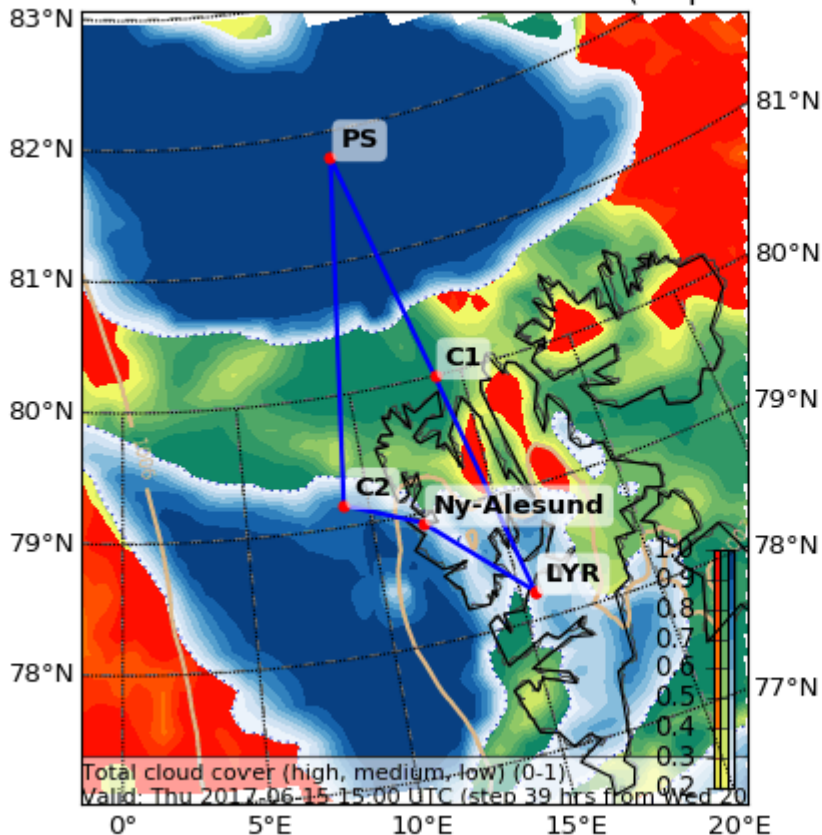 83°N
82°N
81°N
80°N
79°N
78°N
81°N
80°N
79°N
78°N
77°N
PS
C1
C2
Ny-Alesund
LYR
1.0
0.9
0.8
0.7
0.6
0.5
0.4
0.3
0.2
Total cloud cover (high, medium, low) (0-1)
Valid: Thu 2017-06-15 15:00 UTC (step 39 hrs from Wed 20
0°
5°E
10°E
15°E
20°E